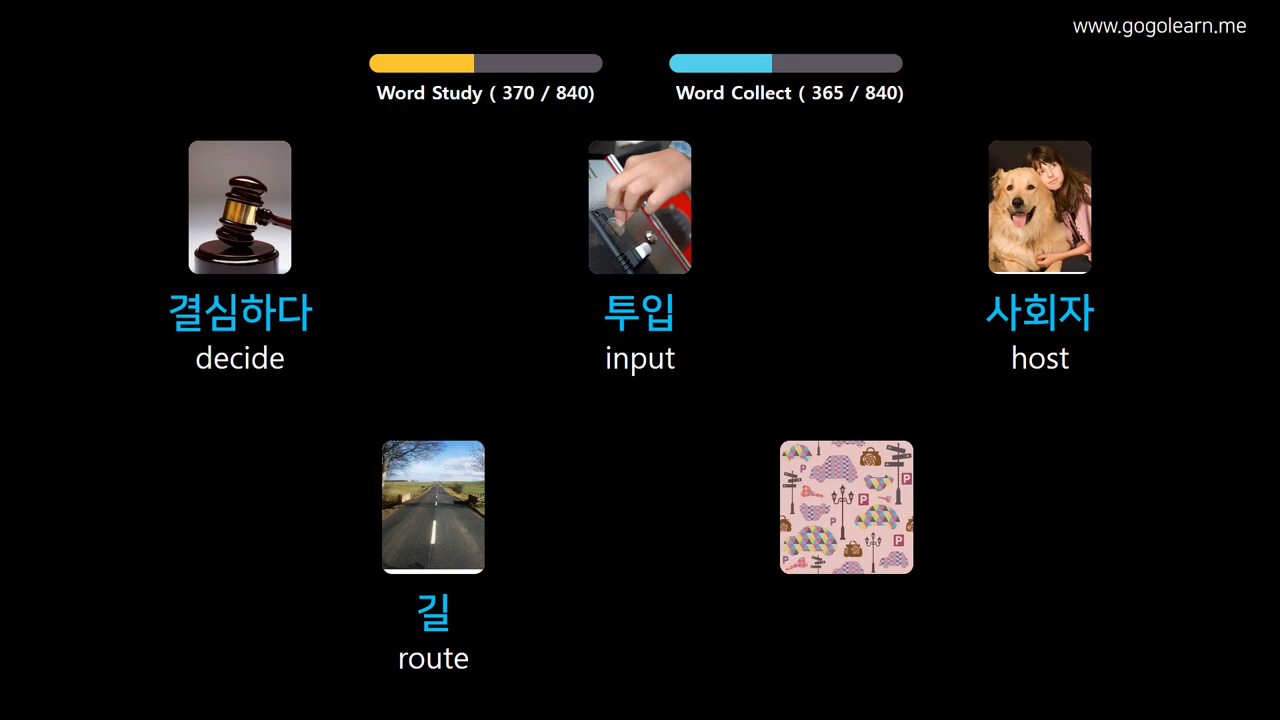 www.gogolearn.me
Word Study ( 370 / 840)
Word Collect ( 365 / 840)
결심하다
decide
투입
input
사회자
host
길
route
P
P
P
P
P
P